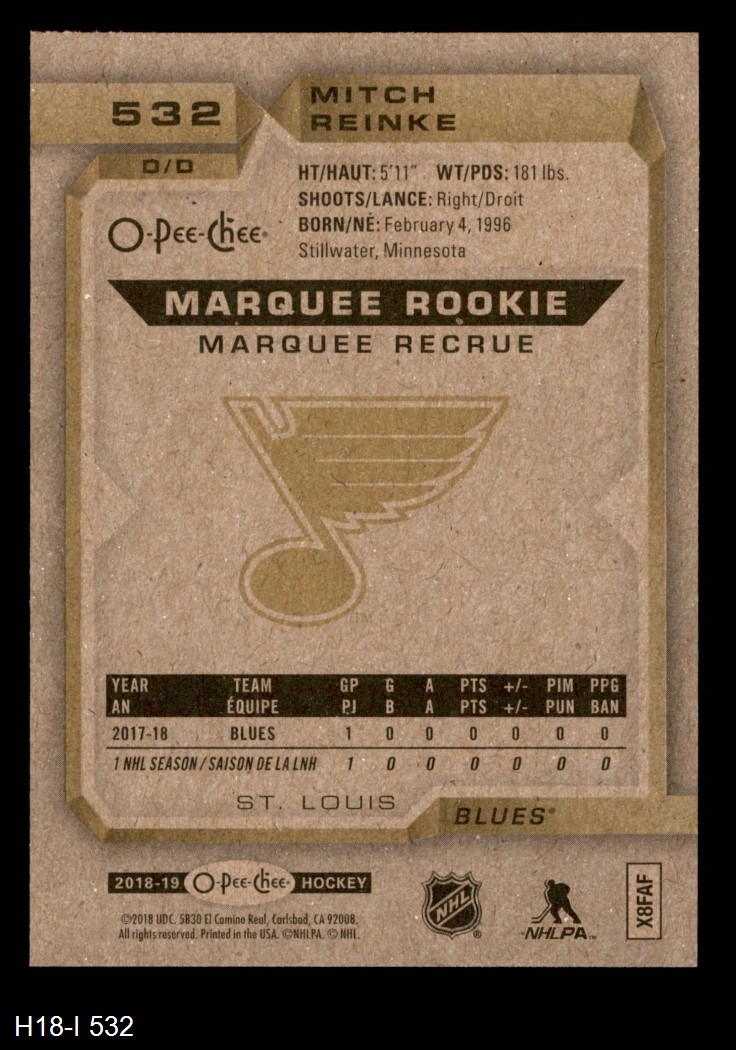 532
MITCH
REINKE
D/D
HT/HAUT: 5'11" WT/PDS: 181 lbs.
SHOOTS/LANCE: Right/Droit
BORN/NÉ: February 4, 1996
Stillwater, Minnesota
O-Pee-Chee®
MARQUEE ROOKIE
MARQUEE RECRUE
TM
YEAR TEAM GP G A PTS +/- PIM PPG
AN ÉQUIPE PJ B A PTS +/- PUN BAN
2017-18 BLUES 1 0 0 0 0 0 0
1 NHL SEASON / SAISON DE LA LNH 1 0 0 0 0 0 0
ST. LOUIS
BLUES®
2018-19 O-Pee-Chee® HOCKEY
©2018 UDC. 5830 El Camino Real, Carlsbad, CA 92008.
All rights reserved. Printed in the USA. ©NHLPA. © NHL.
NHL®
NHLPA™
X8FAF
H18-I 532